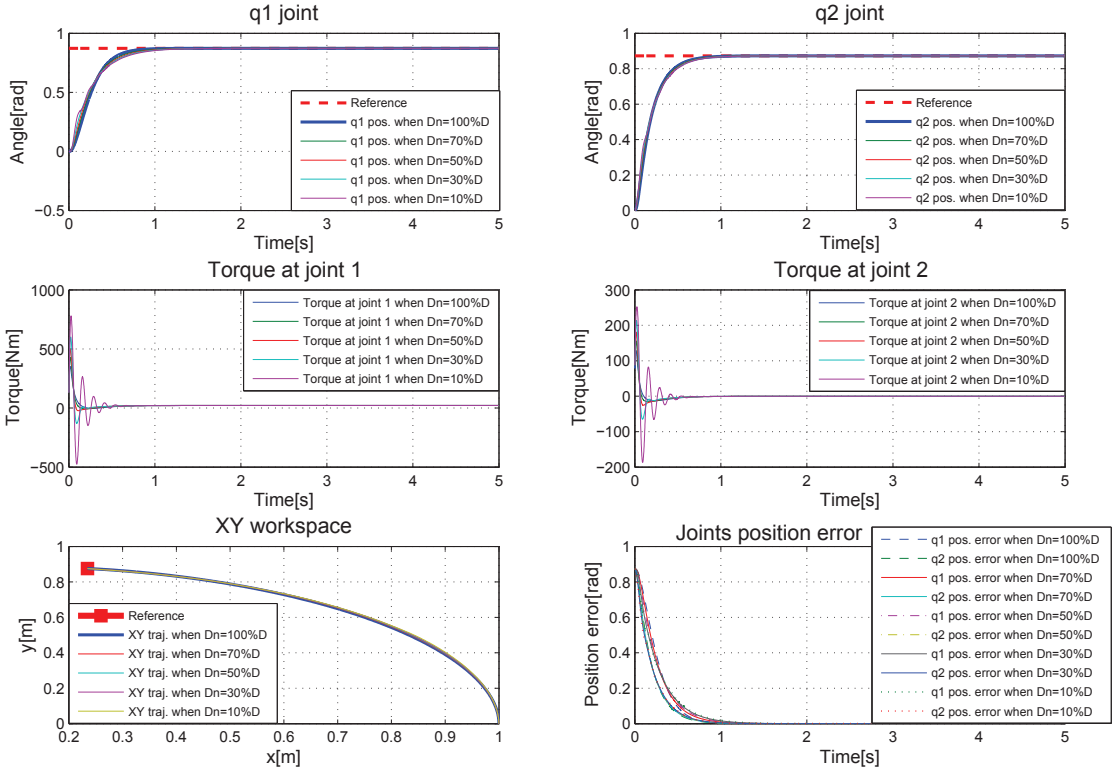 q1 joint
1
0.5
0
−0.5
Angle[rad]
0 1 2 3 4 5
Time[s]
Reference
q1 pos. when Dn=100%D
q1 pos. when Dn=70%D
q1 pos. when Dn=50%D
q1 pos. when Dn=30%D
q1 pos. when Dn=10%D
q2 joint
1
0.8
0.6
0.4
0.2
0
Angle[rad]
0 1 2 3 4 5
Time[s]
Reference
q2 pos. when Dn=100%D
q2 pos. when Dn=70%D
q2 pos. when Dn=50%D
q2 pos. when Dn=30%D
q2 pos. when Dn=10%D
Torque at joint 1
1000
500
0
−500
Torque[Nm]
0 1 2 3 4 5
Time[s]
Torque at joint 1 when Dn=100%D
Torque at joint 1 when Dn=70%D
Torque at joint 1 when Dn=50%D
Torque at joint 1 when Dn=30%D
Torque at joint 1 when Dn=10%D
Torque at joint 2
300
200
100
0
−100
−200
Torque[Nm]
0 1 2 3 4 5
Time[s]
Torque at joint 2 when Dn=100%D
Torque at joint 2 when Dn=70%D
Torque at joint 2 when Dn=50%D
Torque at joint 2 when Dn=30%D
Torque at joint 2 when Dn=10%D
XY workspace
1
0.8
0.6
0.4
0.2
0
y[m]
0.2 0.3 0.4 0.5 0.6 0.7 0.8 0.9 1
x[m]
Reference
XY traj. when Dn=100%D
XY traj. when Dn=70%D
XY traj. when Dn=50%D
XY traj. when Dn=30%D
XY traj. when Dn=10%D
Joints position error
1
0.8
0.6
0.4
0.2
0
Position error[rad]
0 1 2 3 4 5
Time[s]
q1 pos. error when Dn=100%D
q2 pos. error when Dn=100%D
q1 pos. error when Dn=70%D
q2 pos. error when Dn=70%D
q1 pos. error when Dn=50%D
q2 pos. error when Dn=50%D
q1 pos. error when Dn=30%D
q2 pos. error when Dn=30%D
q1 pos. error when Dn=10%D
q2 pos. error when Dn=10%D